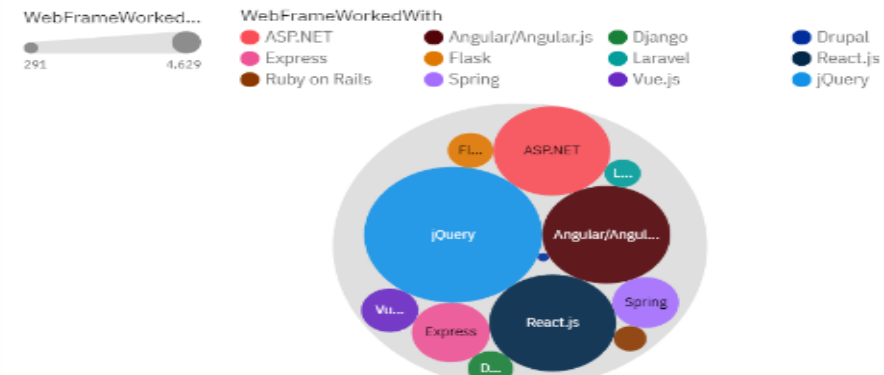 WebFrameWorked...
291 4,629
WebFrameWorkedWith
ASP.NET Angular/Angular.js Django Drupal
Express Flask Laravel React.js
Ruby on Rails Spring Vue.js jQuery
Fl... ASP.NET
L...
jQuery Angular/Angul...
Vu... Express React.js Spring
D...